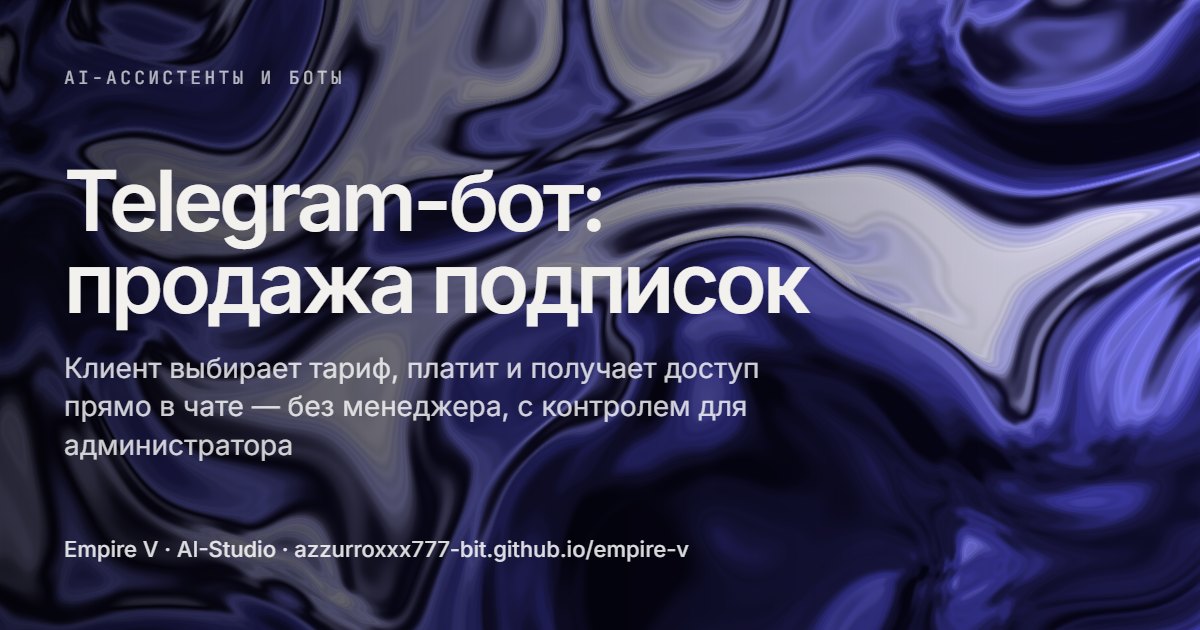 AI-АССИСТЕНТЫ И БОТЫ
Telegram-бот:
продажа подписок
Клиент выбирает тариф, платит и получает доступ
прямо в чате — без менеджера, с контролем для
администратора
Empire V · AI-Studio · azzurroxxx777-bit.github.io/empire-v